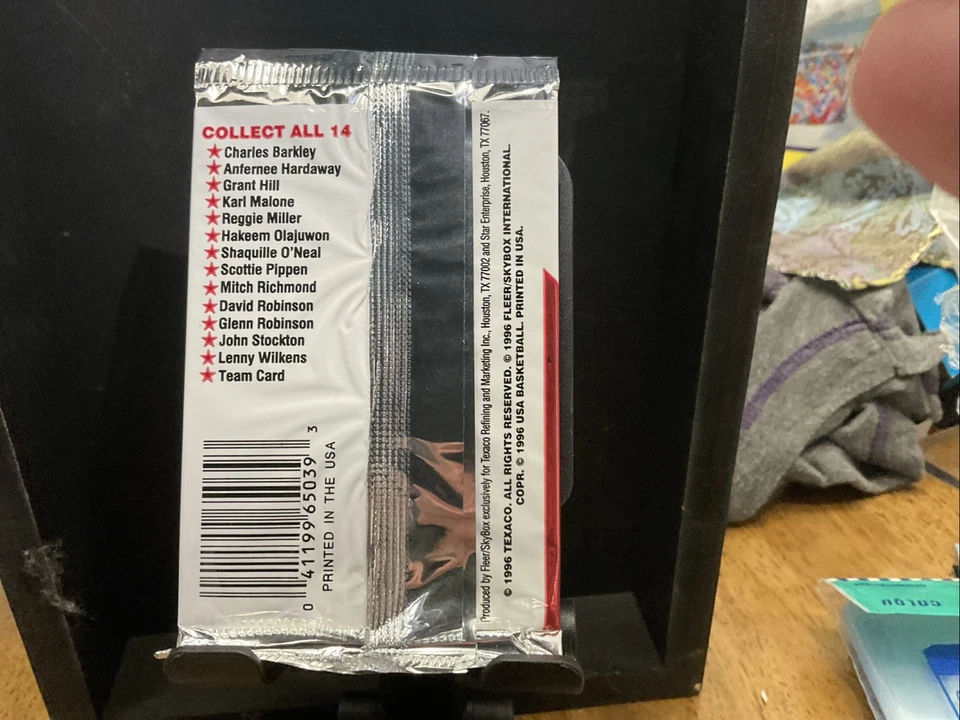 COLLECT ALL 14
Charles Barkley
Anfernee Hardaway
Grant Hill
Karl Malone
Reggie Miller
Hakeem Olajuwon
Shaquille O'Neal
Scottie Pippen
Mitch Richmond
David Robinson
Glenn Robinson
John Stockton
Lenny Wilkens
Team Card
0 41119 65039 3
PRINTED IN THE USA
Produced by Fleer/SkyBox exclusively for Texaco Refining and Marketing Inc., Houston, TX 77002 and Star Enterprise, Houston, TX 77067.
© 1996 TEXACO. ALL RIGHTS RESERVED. © 1996 FLEER/SKYBOX INTERNATIONAL.
COPR. © 1996 USA BASKETBALL. PRINTED IN USA.